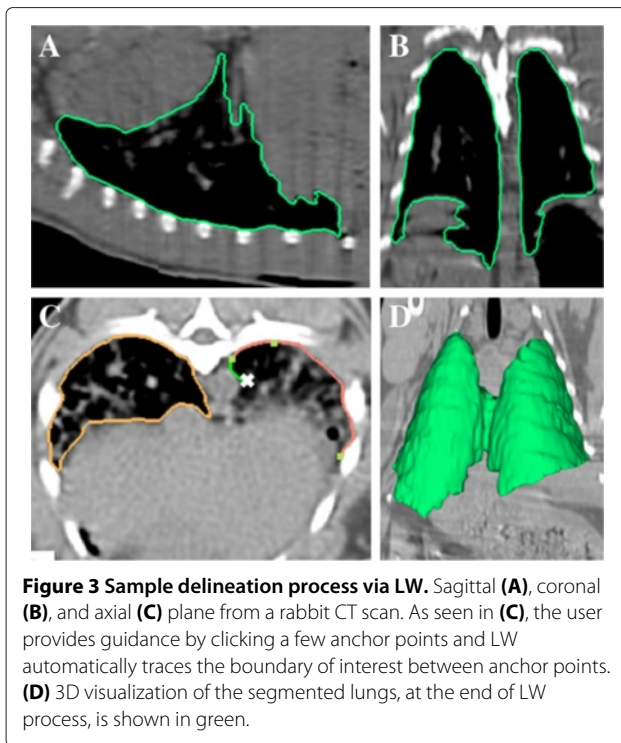 A
B
C
D
Figure 3 Sample delineation process via LW. Sagittal (A), coronal
(B), and axial (C) plane from a rabbit CT scan. As seen in (C), the user
provides guidance by clicking a few anchor points and LW
automatically traces the boundary of interest between anchor points.
(D) 3D visualization of the segmented lungs, at the end of LW
process, is shown in green.